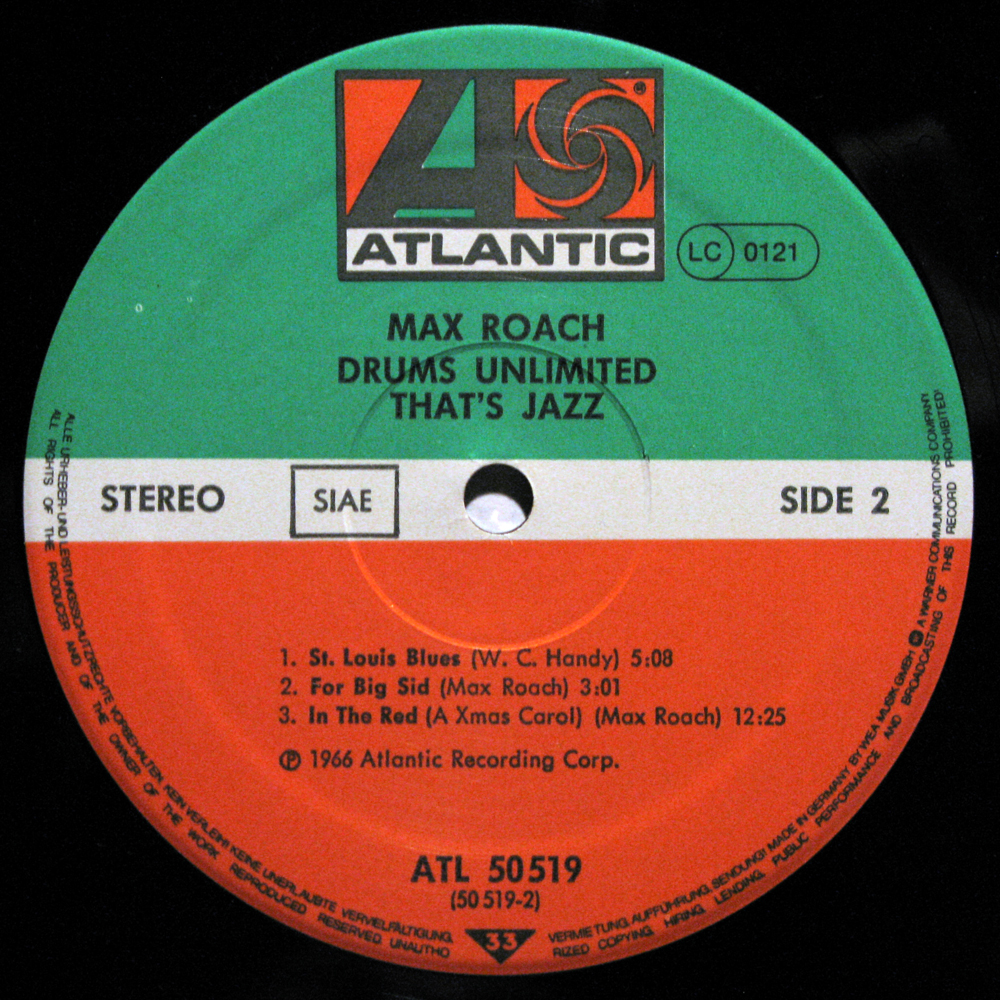 ATLANTIC
®
LC 0121
MAX ROACH
DRUMS UNLIMITED
THAT'S JAZZ
STEREO SIAE SIDE 2
1. St. Louis Blues (W. C. Handy) 5:08
2. For Big Sid (Max Roach) 3:01
3. In The Red (A Xmas Carol) (Max Roach) 12:25
℗ 1966 Atlantic Recording Corp.
ATL 50519
(50 519-2)
33
ALLE URHEBER- UND LEISTUNGSSCHUTZRECHTE VORBEHALTEN KEIN VERLEIH! KEINE UNERLAUBTE VERVIELFÄLTIGUNG, VERMIETUNG, AUFFÜHRUNG, SENDUNG! MADE IN GERMANY BY WEA MUSIK GMBH A WARNER COMMUNICATIONS COMPANY
ALL RIGHTS OF THE PRODUCER AND OF THE OWNER OF THE WORK REPRODUCED RESERVED. UNAUTHORIZED COPYING, HIRING, LENDING, PUBLIC PERFORMANCE AND BROADCASTING OF THIS RECORD PROHIBITED!